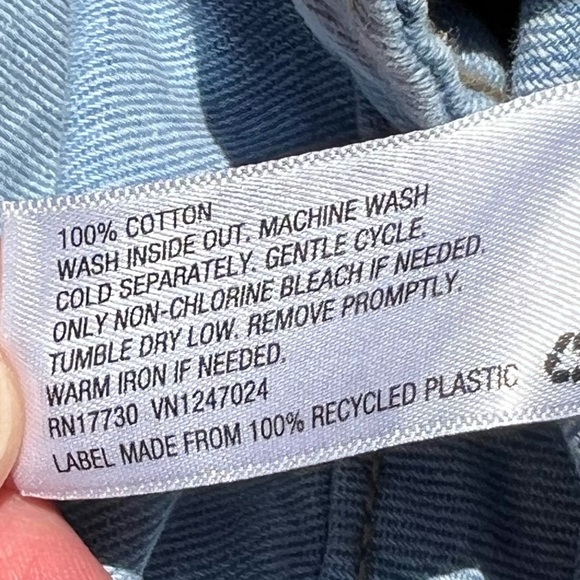 100% COTTON
WASH INSIDE OUT. MACHINE WASH
COLD SEPARATELY. GENTLE CYCLE.
ONLY NON-CHLORINE BLEACH IF NEEDED.
TUMBLE DRY LOW. REMOVE PROMPTLY.
WARM IRON IF NEEDED.
RN17730 VN1247024
LABEL MADE FROM 100% RECYCLED PLASTIC